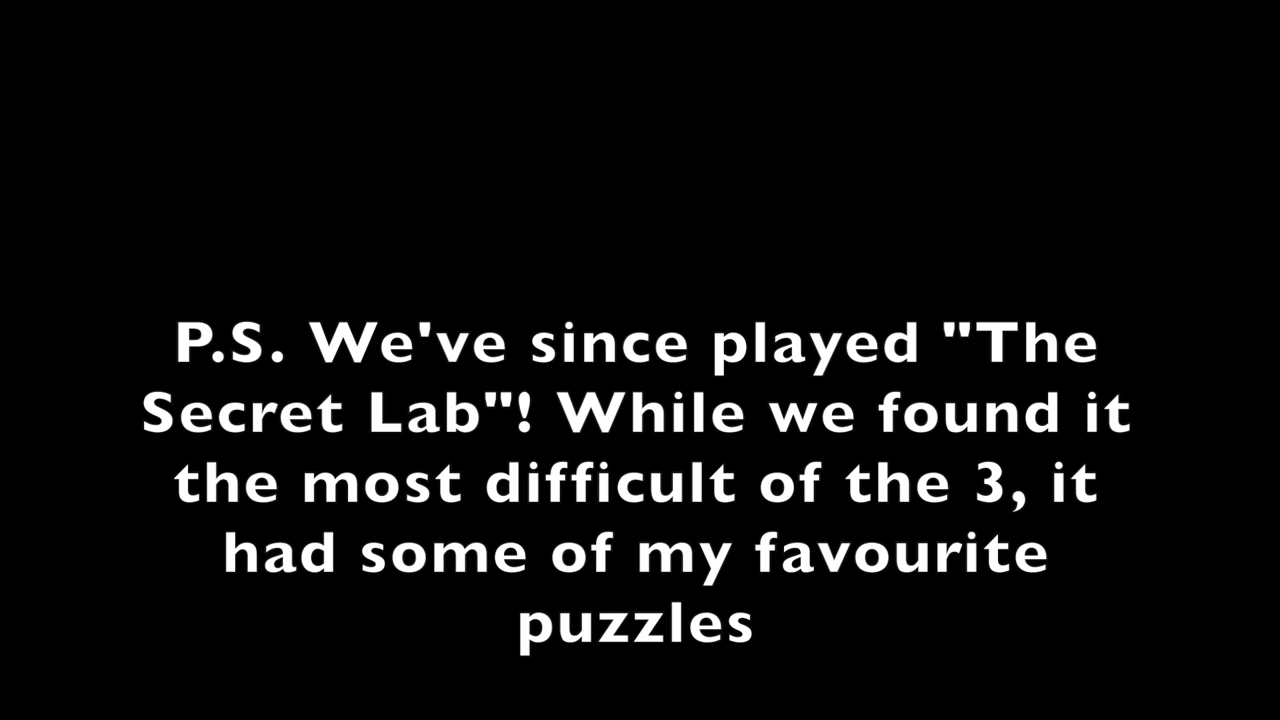 P.S. We've since played "The
Secret Lab"! While we found it
the most difficult of the 3, it
had some of my favourite
puzzles